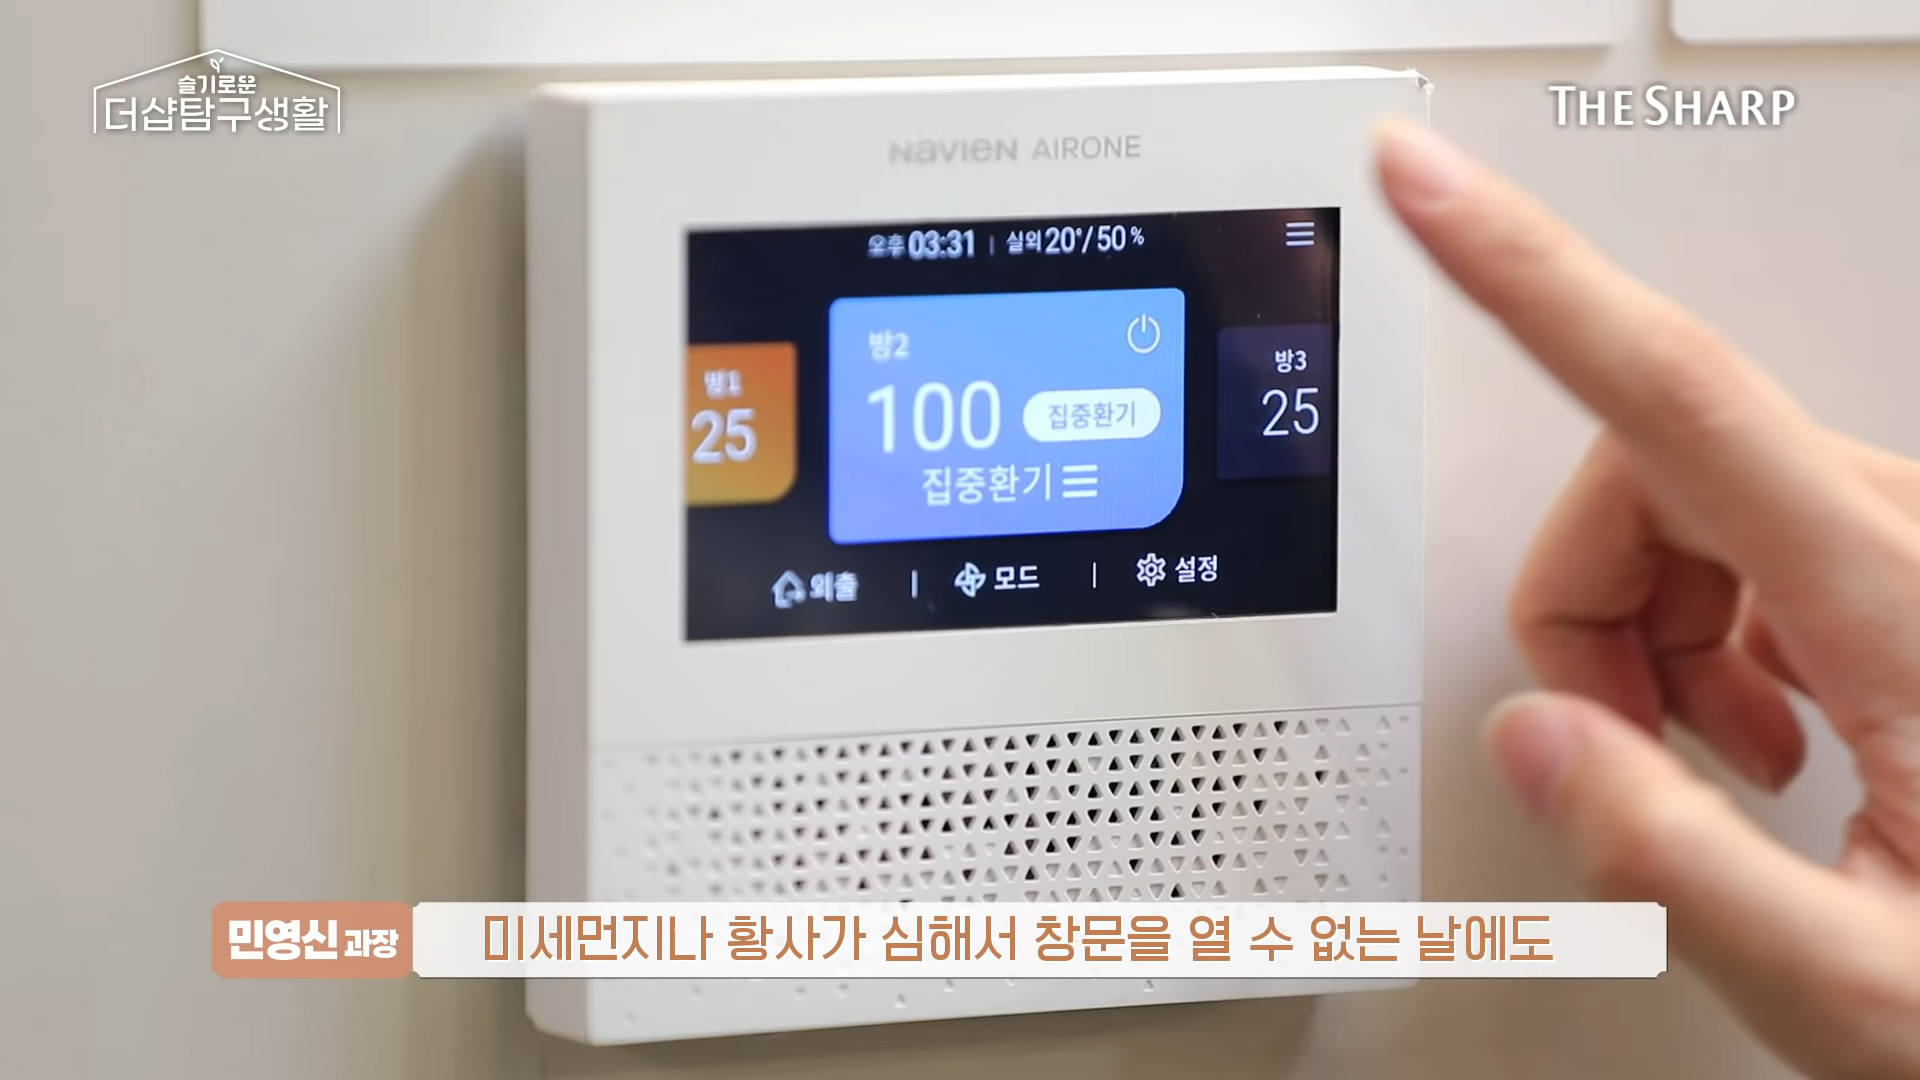 슬기로운
더샵탐구생활
THE SHARP
NAVIEN AIRONE
오후 03:31 | 실외 20°/50%
방1
25
방2
100 집중환기
집중환기
방3
25
외출 | 모드 | 설정
민영신 과장
미세먼지나 황사가 심해서 창문을 열 수 없는 날에도